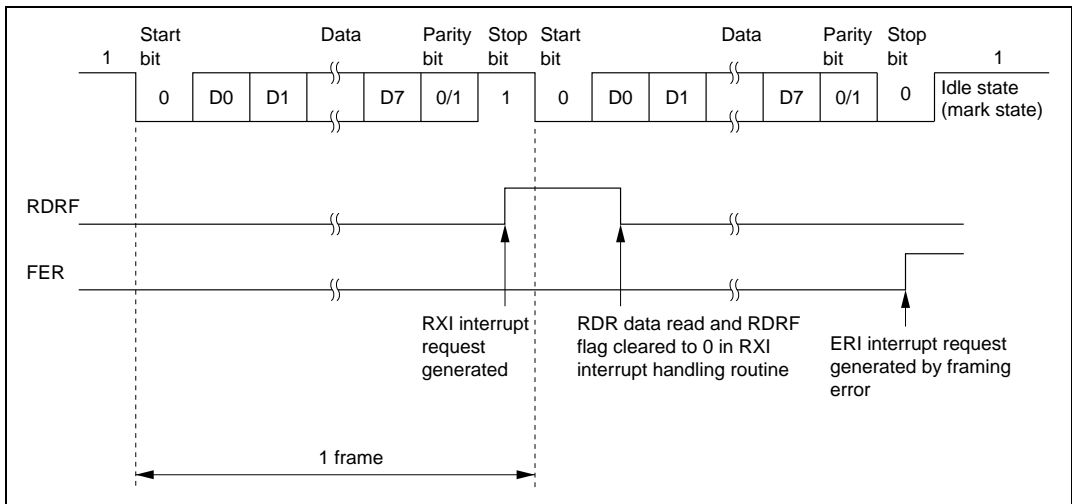 Start Data Parity Stop Start Data Parity Stop
1 bit bit bit bit bit bit 1
0 D0 D1 D7 0/1 1 0 D0 D1 D7 0/1 0 Idle state
(mark state)
RDRF
FER
RXI interrupt
request
generated
RDR data read and RDRF
flag cleared to 0 in RXI
interrupt handling routine
ERI interrupt request
generated by framing
error
1 frame